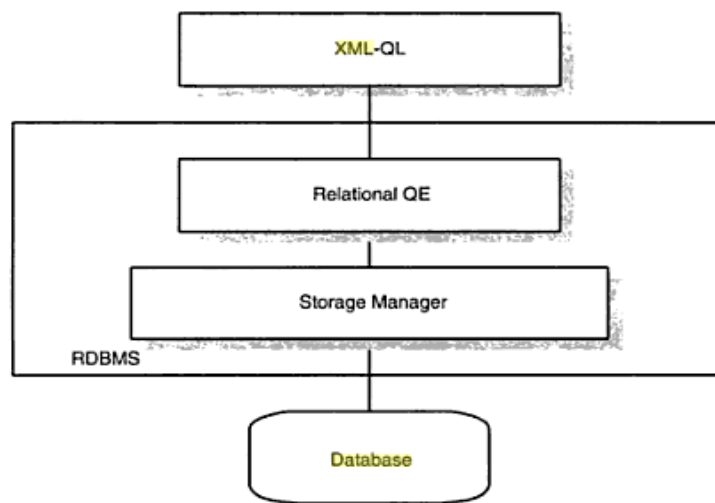 XML-QL
Relational QE
Storage Manager
RDBMS
Database